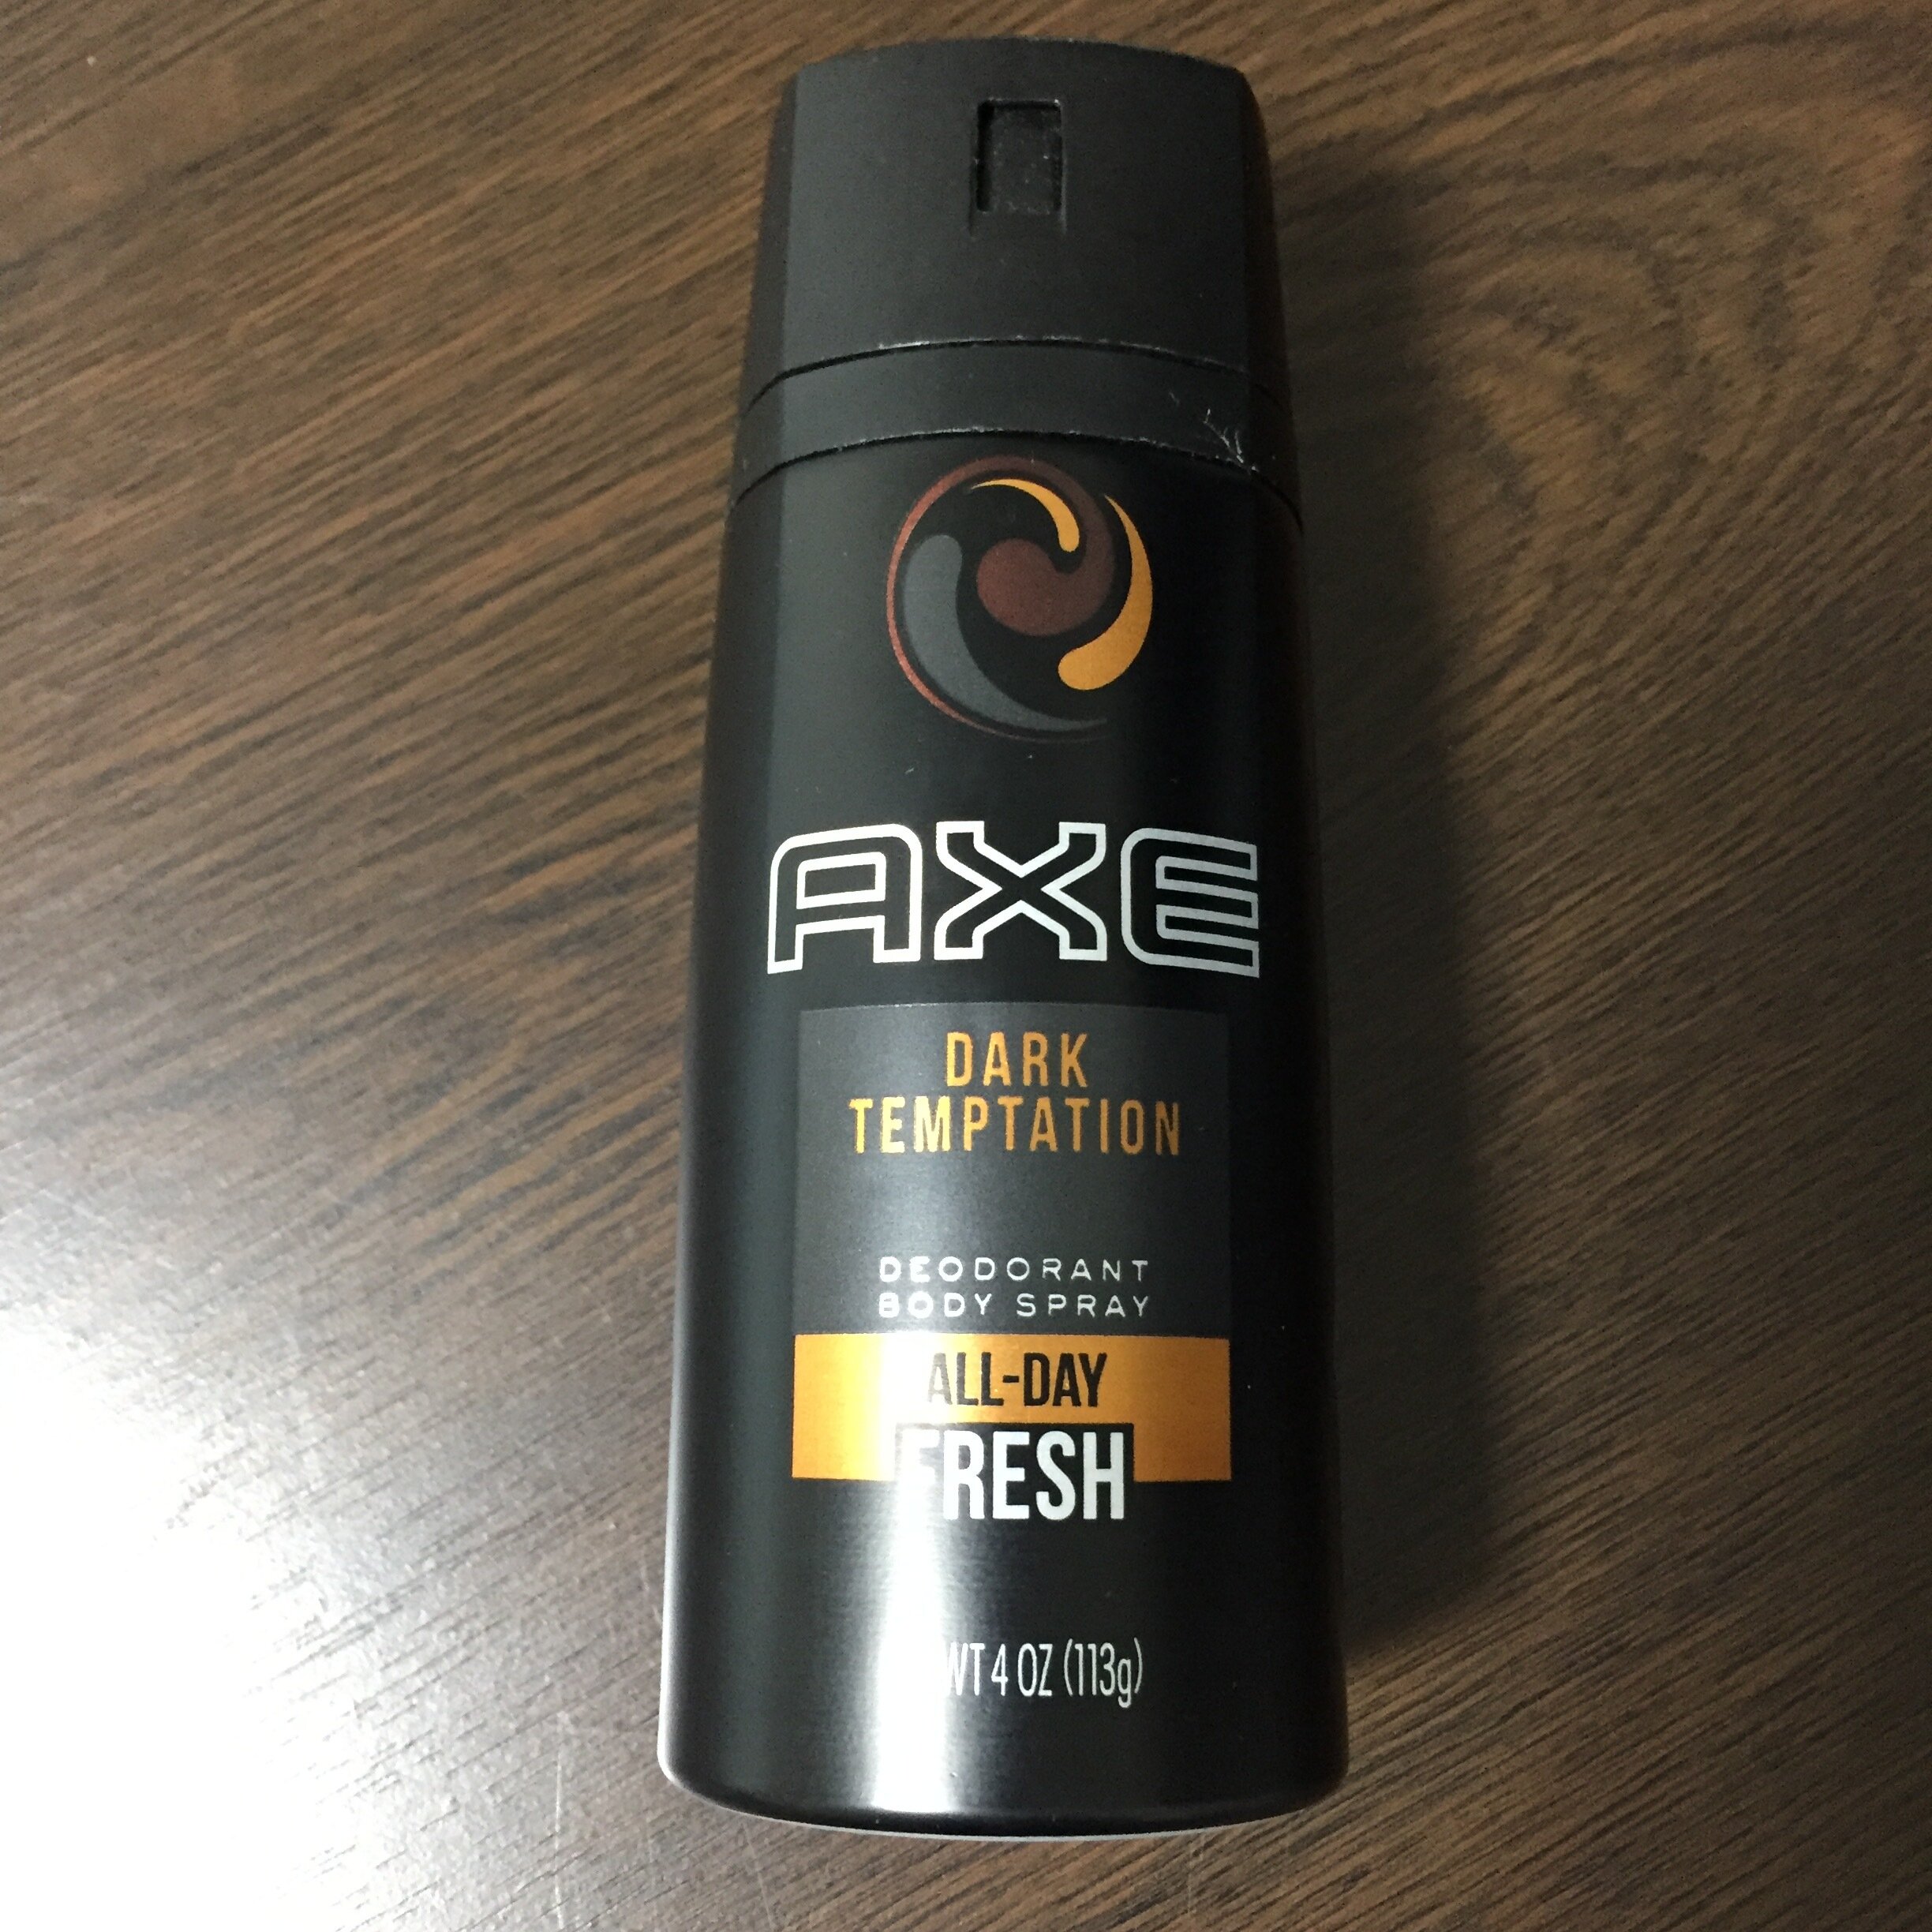 AXE
DARK
TEMPTATION
DEODORANT
BODY SPRAY
ALL-DAY
FRESH
WT 4 OZ (113g)